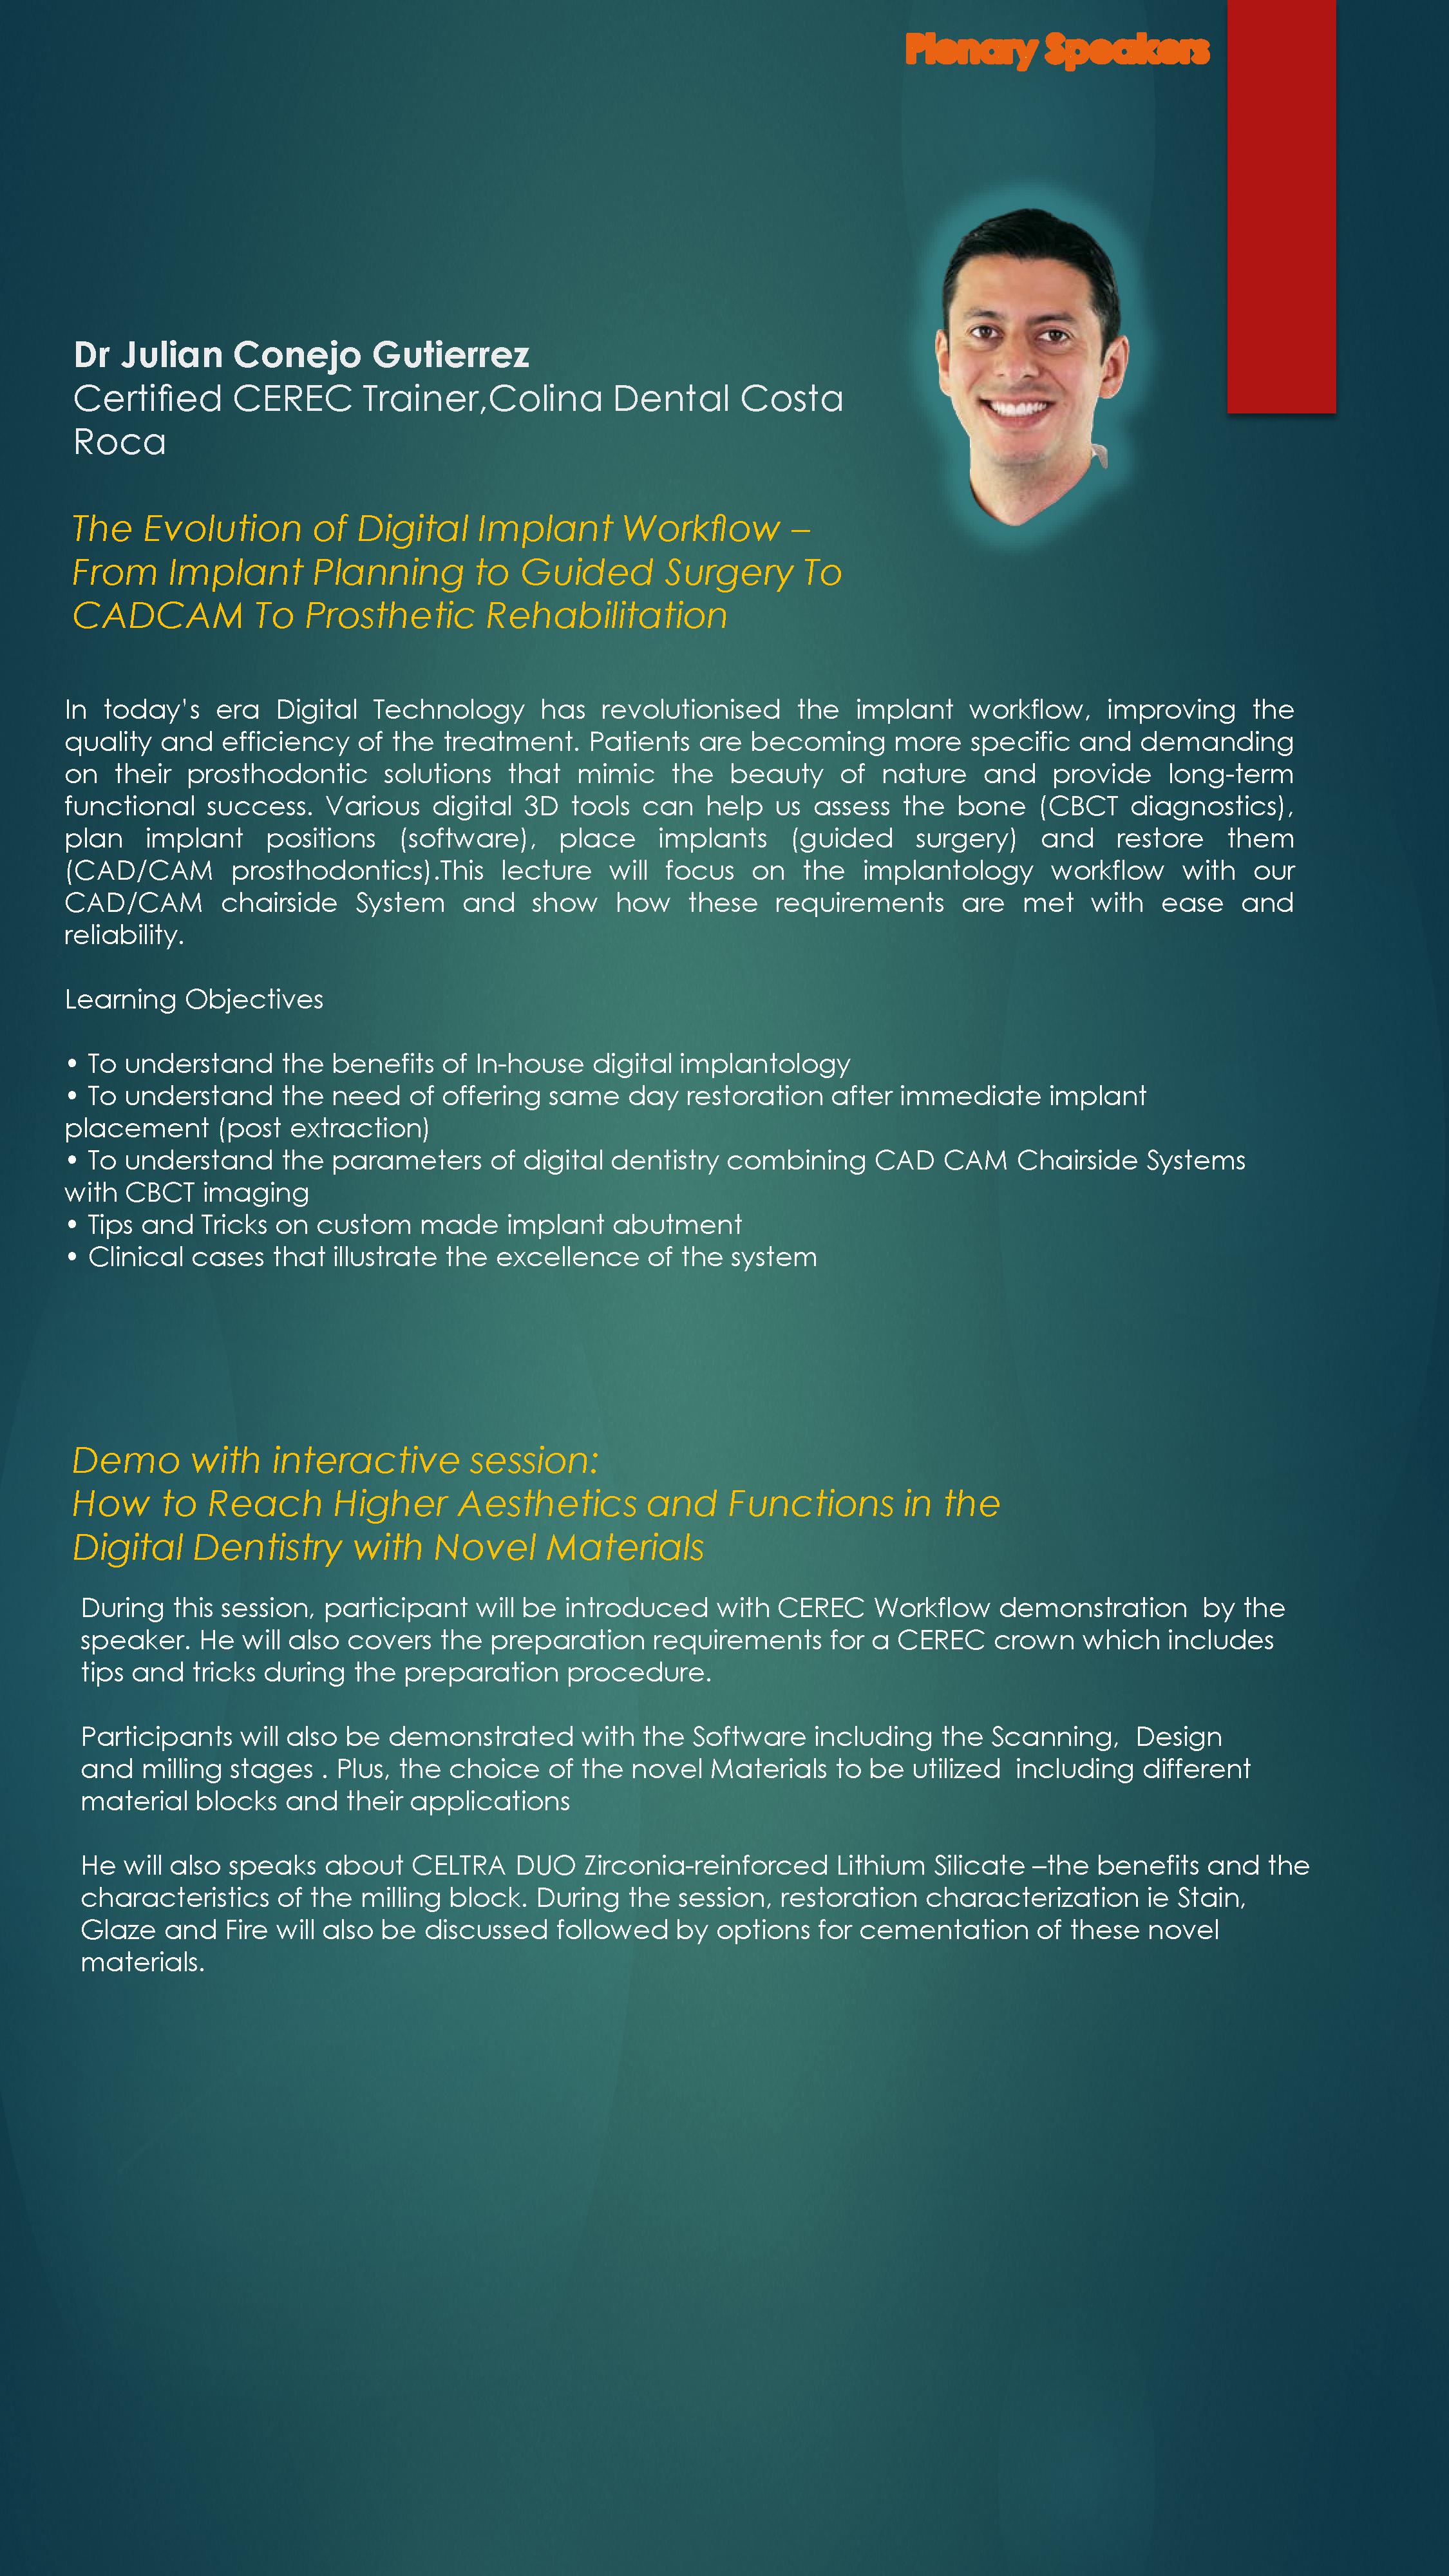 Plenary Speakers
Dr Julian Conejo Gutierrez
Certified CEREC Trainer,Colina Dental Costa
Roca
The Evolution of Digital Implant Workflow –
From Implant Planning to Guided Surgery To
CADCAM To Prosthetic Rehabilitation
In today's era Digital Technology has revolutionised the implant workflow, improving the
quality and efficiency of the treatment. Patients are becoming more specific and demanding
on their prosthodontic solutions that mimic the beauty of nature and provide long-term
functional success. Various digital 3D tools can help us assess the bone (CBCT diagnostics),
plan implant positions (software), place implants (guided surgery) and restore them
(CAD/CAM prosthodontics).This lecture will focus on the implantology workflow with our
CAD/CAM chairside System and show how these requirements are met with ease and
reliability.
Learning Objectives
• To understand the benefits of In-house digital implantology
• To understand the need of offering same day restoration after immediate implant
placement (post extraction)
• To understand the parameters of digital dentistry combining CAD CAM Chairside Systems
with CBCT imaging
• Tips and Tricks on custom made implant abutment
• Clinical cases that illustrate the excellence of the system
Demo with interactive session:
How to Reach Higher Aesthetics and Functions in the
Digital Dentistry with Novel Materials
During this session, participant will be introduced with CEREC Workflow demonstration  by the
speaker. He will also covers the preparation requirements for a CEREC crown which includes
tips and tricks during the preparation procedure.
Participants will also be demonstrated with the Software including the Scanning,  Design
and milling stages . Plus, the choice of the novel Materials to be utilized  including different
material blocks and their applications
He will also speaks about CELTRA DUO Zirconia-reinforced Lithium Silicate –the benefits and the
characteristics of the milling block. During the session, restoration characterization ie Stain,
Glaze and Fire will also be discussed followed by options for cementation of these novel
materials.